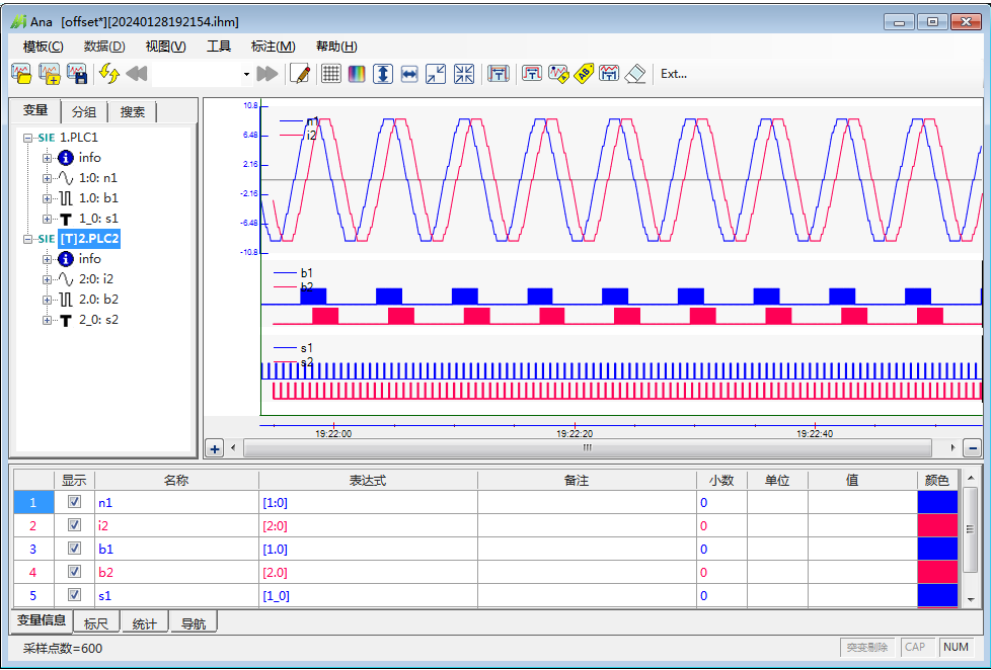 Ana [offset*][20240128192154.ihm]
模板(C) 数据(D) 视图(V) 工具 标注(M) 帮助(H)
Ext...
变量 分组 搜索
SIE 1.PLC1
info
1:0: n1
1.0: b1
1_0: s1
SIE [T]2.PLC2
info
2:0: i2
2.0: b2
2_0: s2
10.8
6.48
2.16
-2.16
-6.48
-10.8
n1
i2
b1
b2
s1
s2
19:22:00 19:22:20 19:22:40
显示 名称 表达式 备注 小数 单位 值 颜色
1 n1 [1:0] 0
2 i2 [2:0] 0
3 b1 [1.0] 0
4 b2 [2.0] 0
5 s1 [1_0] 0
变量信息 标尺 统计 导航
采样点数=600 突变剔除 CAP NUM